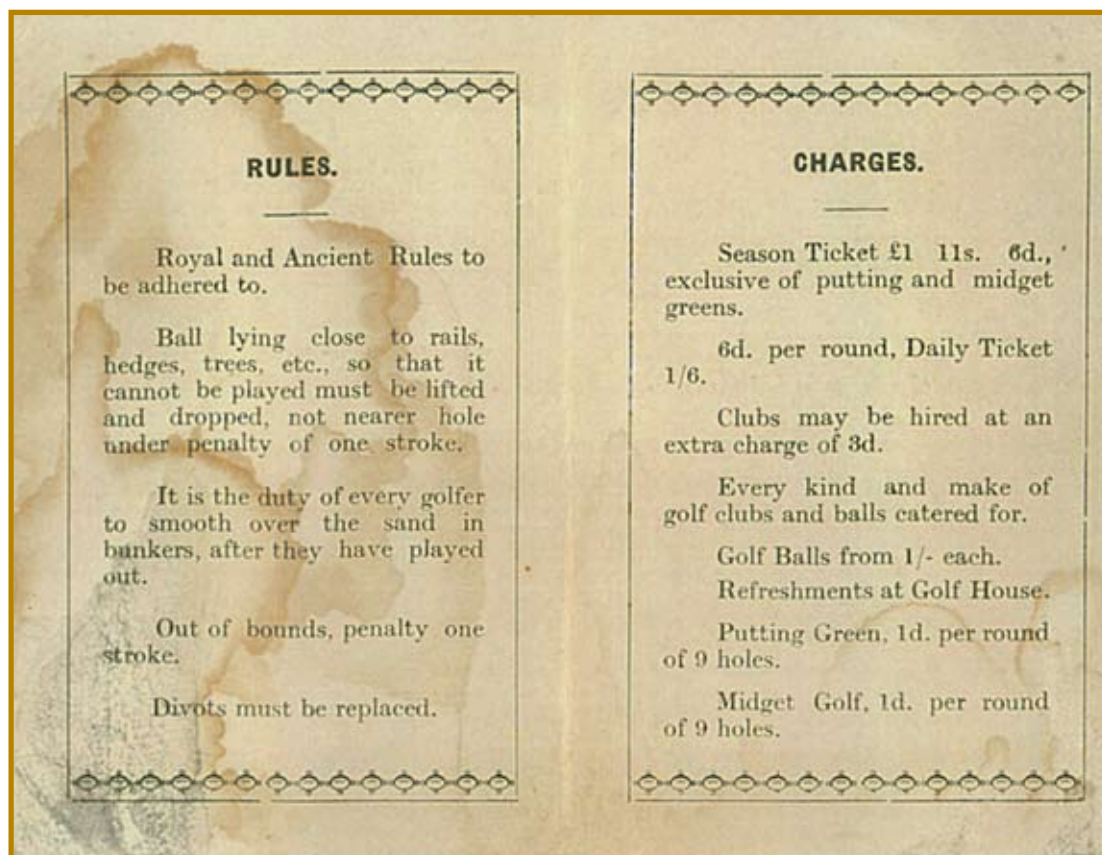 RULES.
Royal and Ancient Rules to
be adhered to.
Ball lying close to rails,
hedges, trees, etc., so that it
cannot be played must be lifted
and dropped, not nearer hole
under penalty of one stroke.
It is the duty of every golfer
to smooth over the sand in
bunkers, after they have played
out.
Out of bounds, penalty one
stroke.
Divots must be replaced.
CHARGES.
Season Ticket £1 11s. 6d.,
exclusive of putting and midget
greens.
6d. per round, Daily Ticket
1/6.
Clubs may be hired at an
extra charge of 3d.
Every kind and make of
golf clubs and balls catered for.
Golf Balls from 1/- each.
Refreshments at Golf House.
Putting Green, 1d. per round
of 9 holes.
Midget Golf, 1d. per round
of 9 holes.